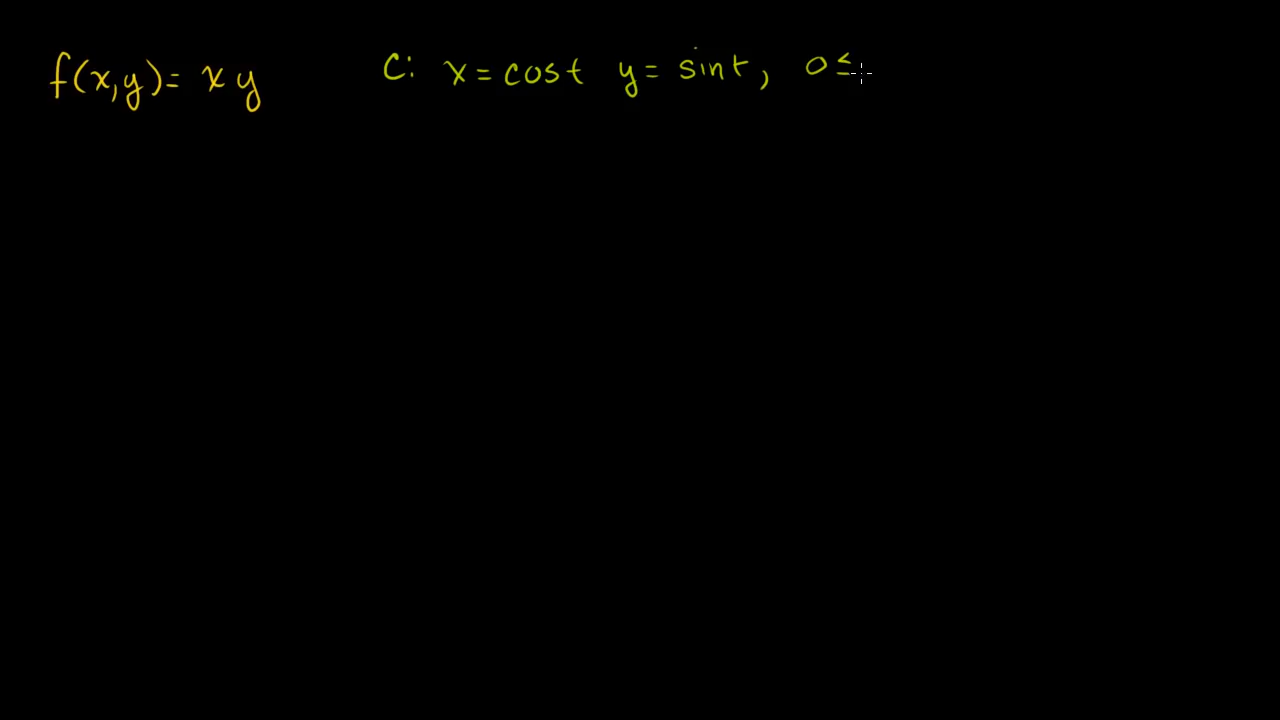 f(x,y)= xy C: x = cost y = sint, 0≤